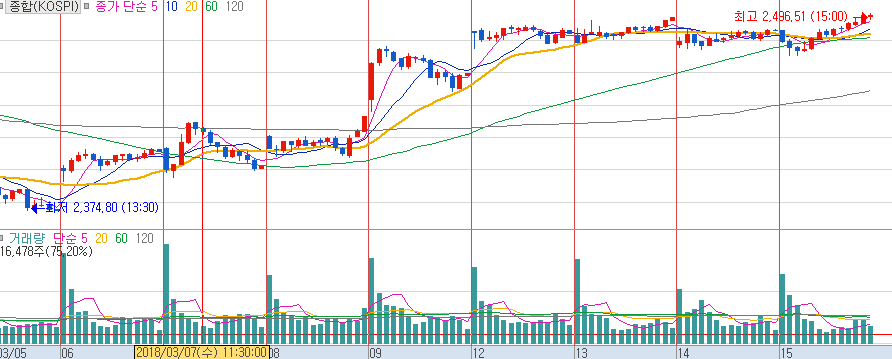 종합(KOSPI) 종가 단순 5 10 20 60 120
최고 2,486.51 (15:00)
최저 2,374.80 (13:30)
거래량 단순 5 20 60 120
16,478주(75.20%)
03/05 06 2018/03/07(수) 11:30:00 08 09 12 13 14 15